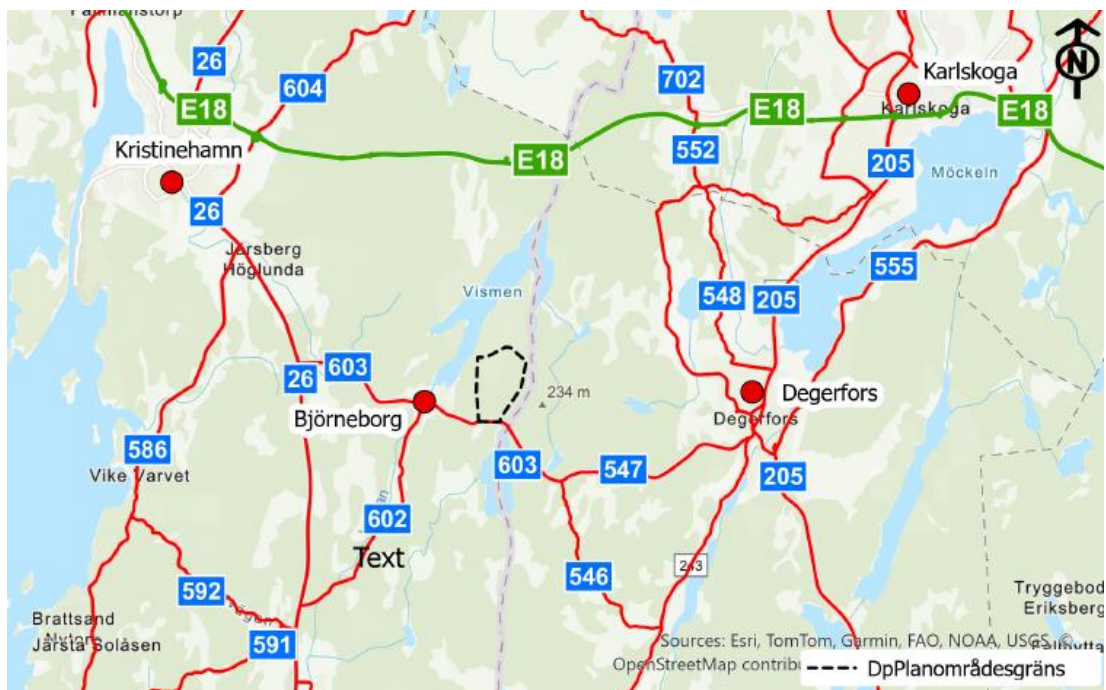 26
604
E18
702
Karlskoga
Karlskoga
E18
E18
Kristinehamn
E18
552
205
Möckeln
26
Järsberg
Höglunda
555
Vismen
548
205
603
26
234 m
Björneborg
Degerfors
Degerfors
586
603
547
205
Vike Varvet
602
Text
243
592
546
Tryggebod
Eriksberg
Brattsand
591
Järsta Solåsen
Sources: Esri, TomTom, Garmin, FAO, NOAA, USGS, ©
OpenStreetMap contribu
DpPlanområdesgräns